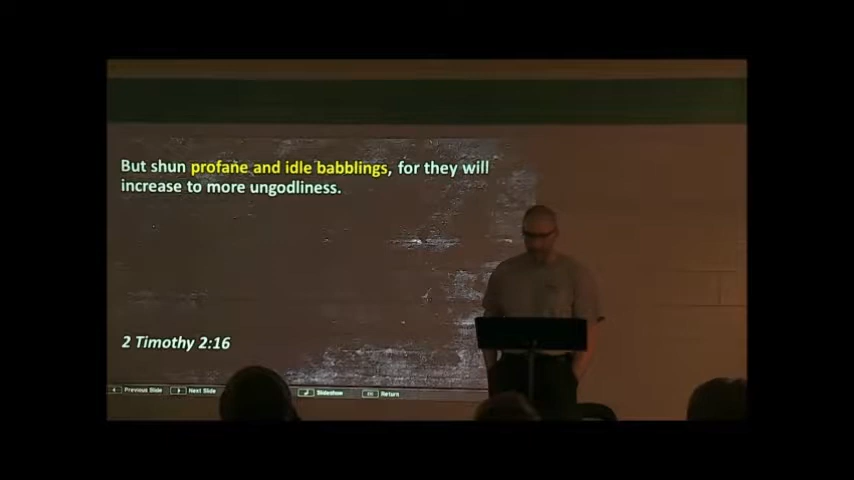 But shun profane and idle babblings, for they will
increase to more ungodliness.
2 Timothy 2:16
Previous Slide Next Slide Slideshow Return